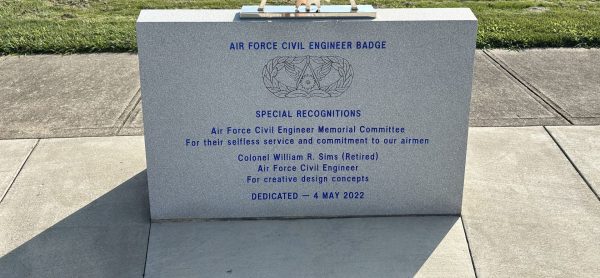 AIR FORCE CIVIL ENGINEER BADGE
SPECIAL RECOGNITIONS
Air Force Civil Engineer Memorial Committee
For their selfless service and commitment to our airmen
Colonel William R. Sims (Retired)
Air Force Civil Engineer
For creative design concepts
DEDICATED — 4 MAY 2022